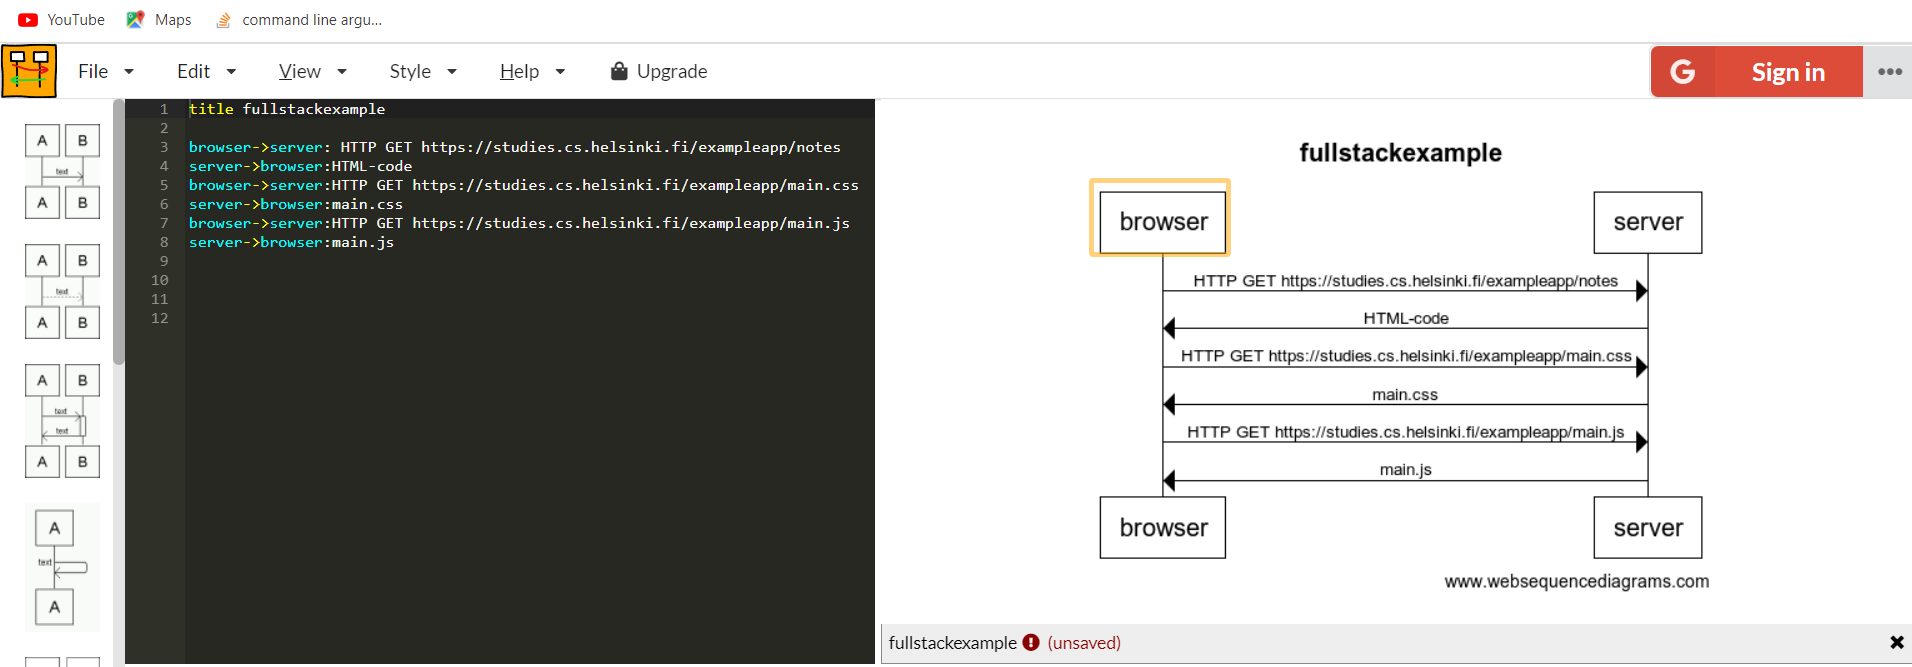 YouTube Maps command line argu...
File Edit View Style Help Upgrade G Sign in
A B
text
A B
A B
text
A B
A B
text
text
A B
A
text
A
1 title fullstackexample
2
3 browser->server: HTTP GET https://studies.cs.helsinki.fi/exampleapp/notes
4 server->browser:HTML-code
5 browser->server:HTTP GET https://studies.cs.helsinki.fi/exampleapp/main.css
6 server->browser:main.css
7 browser->server:HTTP GET https://studies.cs.helsinki.fi/exampleapp/main.js
8 server->browser:main.js
9
10
11
12
fullstackexample
browser server
HTTP GET https://studies.cs.helsinki.fi/exampleapp/notes
HTML-code
HTTP GET https://studies.cs.helsinki.fi/exampleapp/main.css
main.css
HTTP GET https://studies.cs.helsinki.fi/exampleapp/main.js
main.js
browser server
www.websequencediagrams.com
fullstackexample (unsaved)